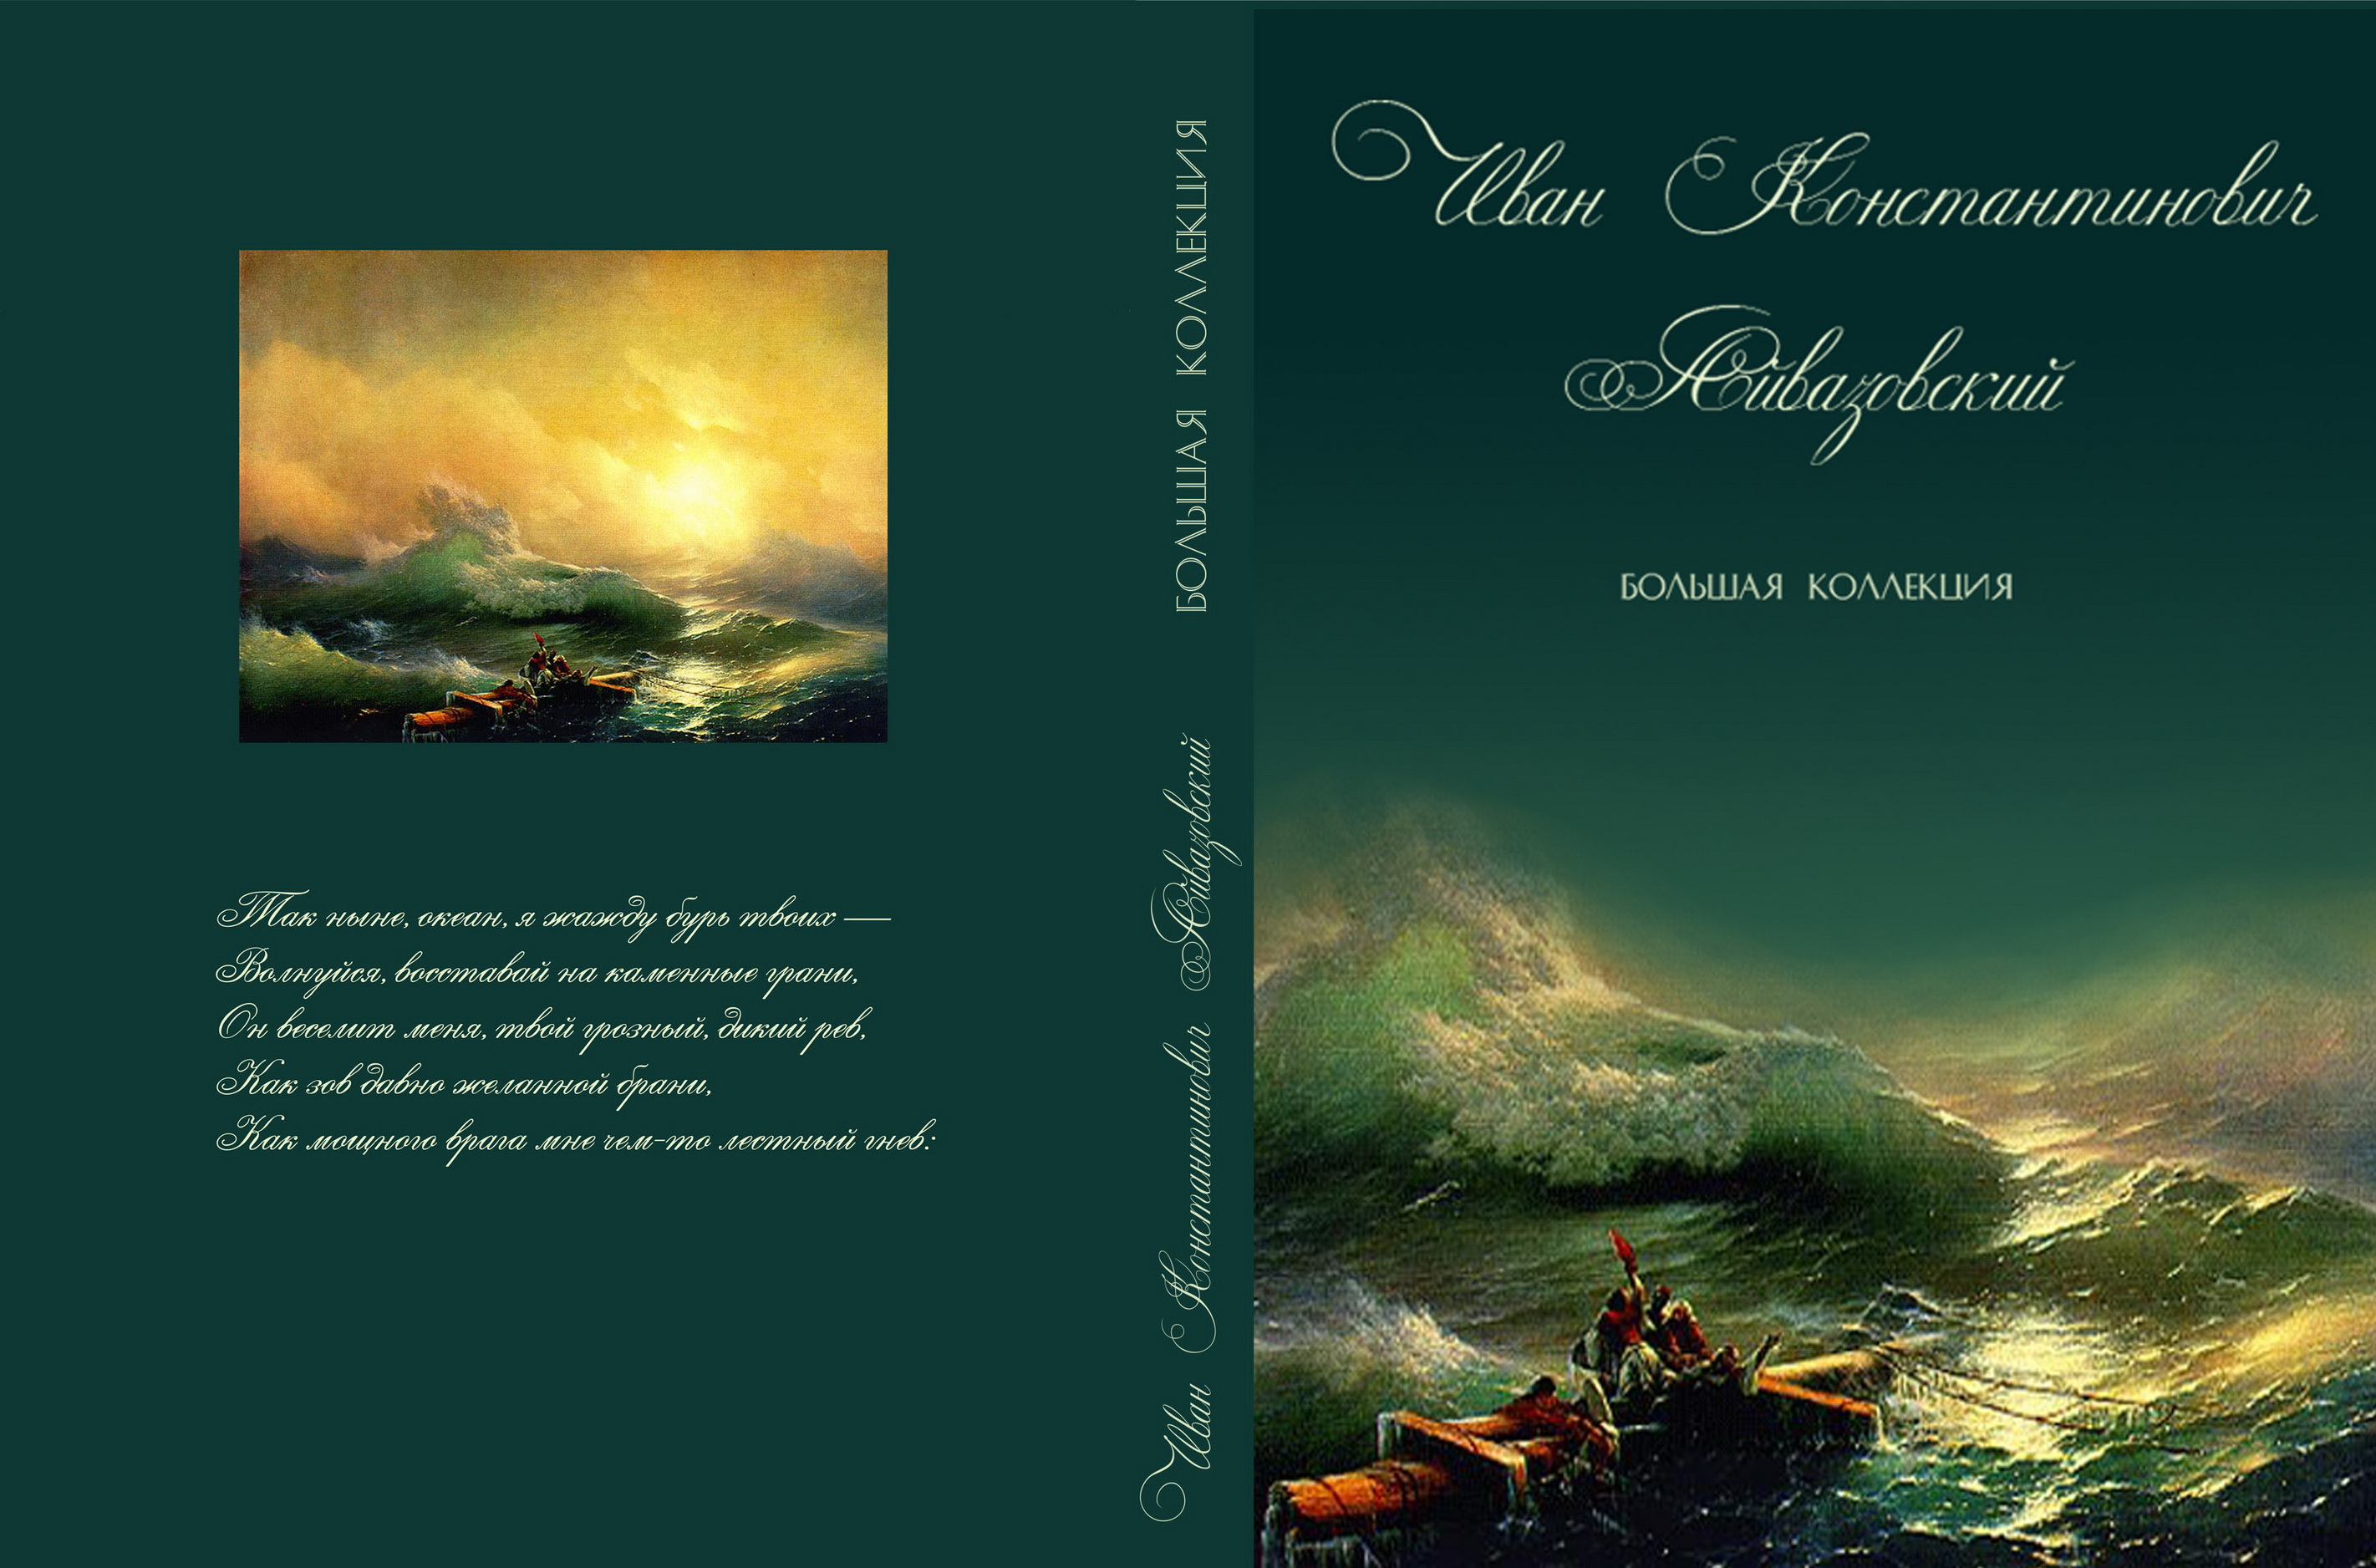 Так ныне, океан, я жажду бурь твоих —
Волнуйся, восставай на каменные грани,
Он веселит меня, твой грозный, дикий рев,
Как зов давно желанной брани,
Как мощного врага мне чем-то лестный гнев:
Иван Константинович Айвазовский БОЛЬШАЯ КОЛЛЕКЦИЯ
Иван Константинович
Айвазовский
БОЛЬШАЯ КОЛЛЕКЦИЯ